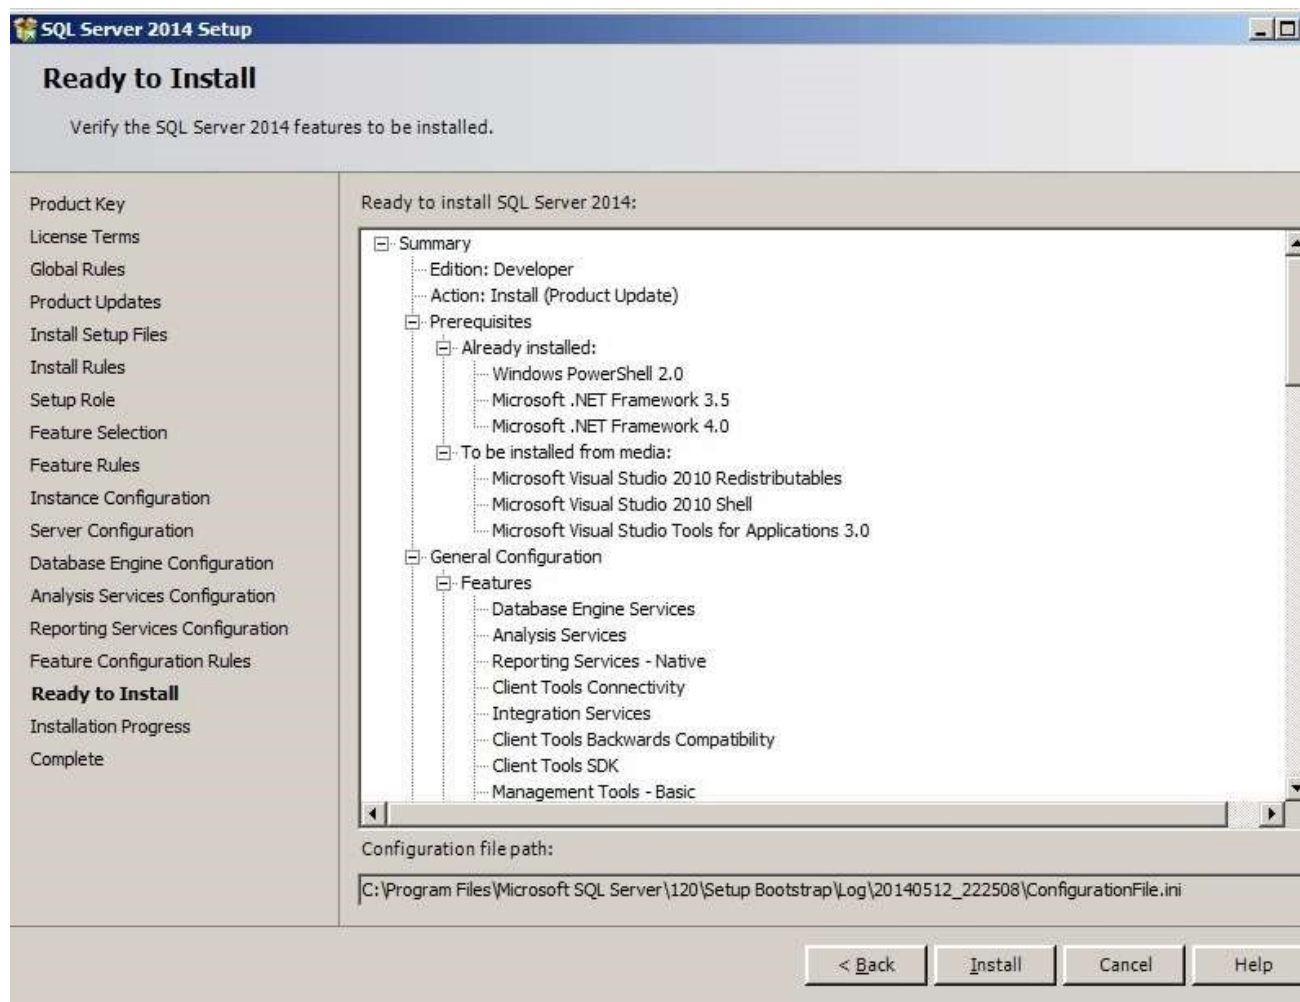 SQL Server 2014 Setup
Ready to Install
Verify the SQL Server 2014 features to be installed.
Product Key
License Terms
Global Rules
Product Updates
Install Setup Files
Install Rules
Setup Role
Feature Selection
Feature Rules
Instance Configuration
Server Configuration
Database Engine Configuration
Analysis Services Configuration
Reporting Services Configuration
Feature Configuration Rules
Ready to Install
Installation Progress
Complete
Ready to install SQL Server 2014:
Summary
Edition: Developer
Action: Install (Product Update)
Prerequisites
Already installed:
Windows PowerShell 2.0
Microsoft .NET Framework 3.5
Microsoft .NET Framework 4.0
To be installed from media:
Microsoft Visual Studio 2010 Redistributables
Microsoft Visual Studio 2010 Shell
Microsoft Visual Studio Tools for Applications 3.0
General Configuration
Features
Database Engine Services
Analysis Services
Reporting Services - Native
Client Tools Connectivity
Integration Services
Client Tools Backwards Compatibility
Client Tools SDK
Management Tools - Basic
Configuration file path:
C:\Program Files\Microsoft SQL Server\120\Setup Bootstrap\Log\20140512_222508\ConfigurationFile.ini
< Back Install Cancel Help